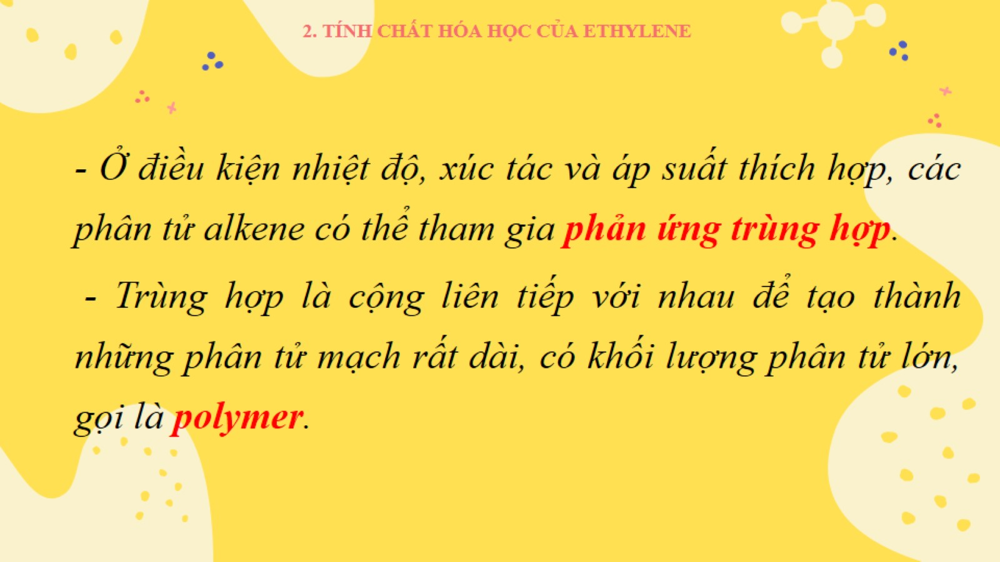 2. TÍNH CHẤT HÓA HỌC CỦA ETHYLENE
- Ở điều kiện nhiệt độ, xúc tác và áp suất thích hợp, các
phân tử alkene có thể tham gia phản ứng trùng hợp.
- Trùng hợp là cộng liên tiếp với nhau để tạo thành
những phân tử mạch rất dài, có khối lượng phân tử lớn,
gọi là polymer.